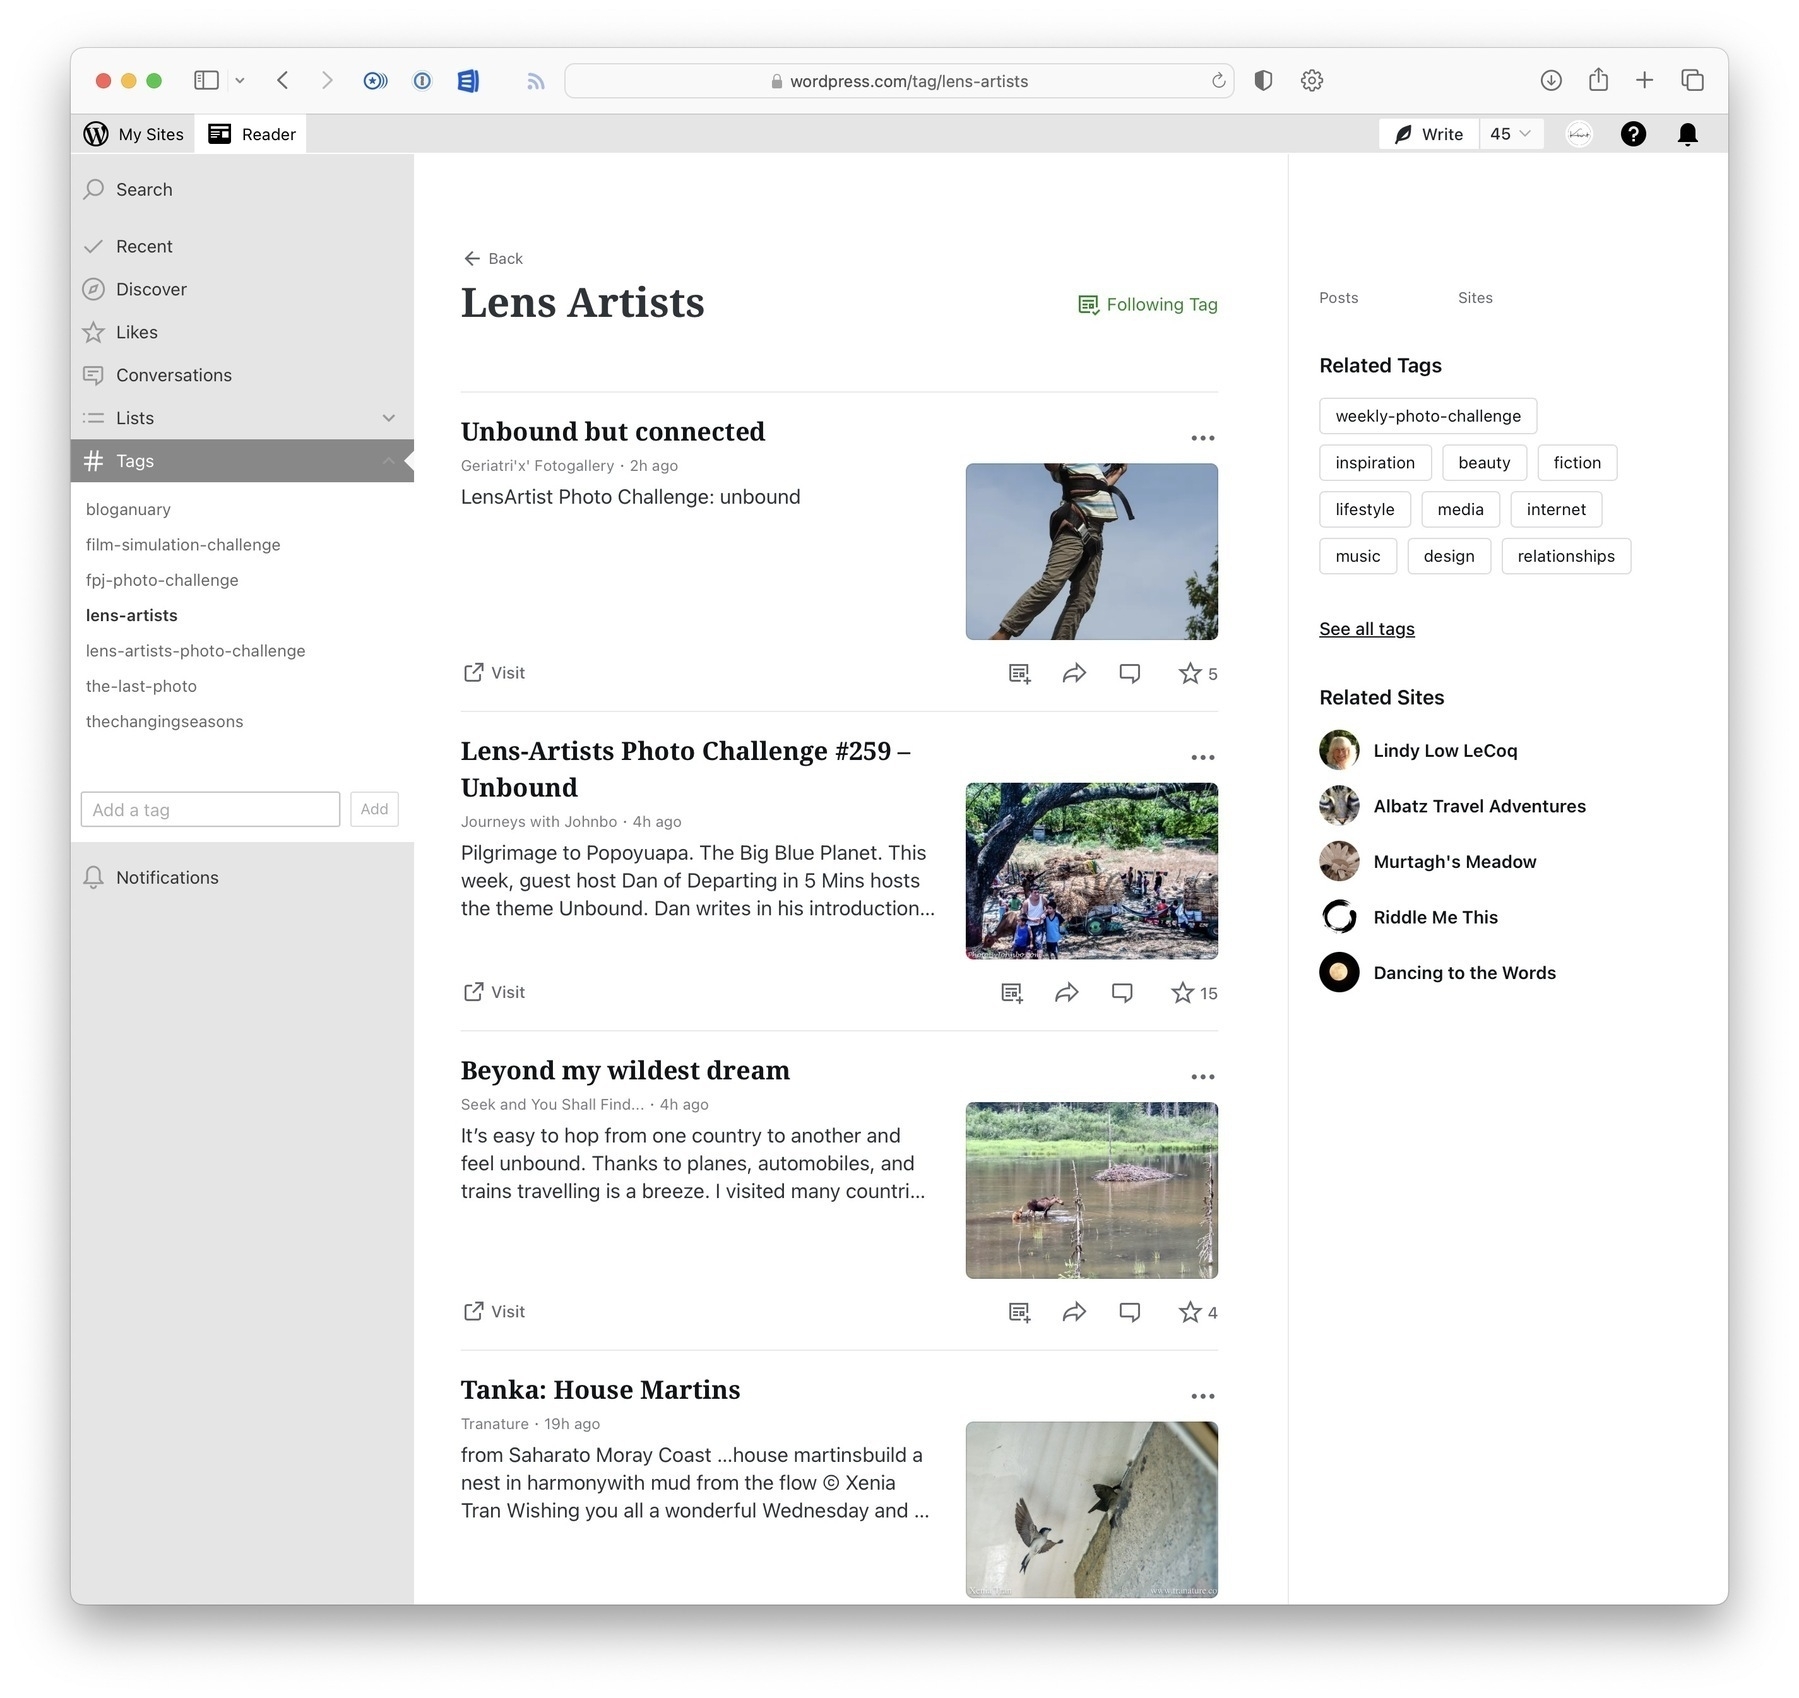 wordpress.com/tag/lens-artists
My Sites
Reader
Write
45
Search
Recent
Discover
Likes
Conversations
Lists
Tags
bloganuary
film-simulation-challenge
fpj-photo-challenge
lens-artists
lens-artists-photo-challenge
the-last-photo
thechangingseasons
Add a tag
Add
Notifications
Back
Lens Artists
Following Tag
Unbound but connected
Geriatri'x' Fotogallery · 2h ago
LensArtist Photo Challenge: unbound
Visit
5
Lens-Artists Photo Challenge #259 –
Unbound
Journeys with Johnbo · 4h ago
Pilgrimage to Popoyuapa. The Big Blue Planet. This
week, guest host Dan of Departing in 5 Mins hosts
the theme Unbound. Dan writes in his introduction...
Visit
15
Beyond my wildest dream
Seek and You Shall Find... · 4h ago
It’s easy to hop from one country to another and
feel unbound. Thanks to planes, automobiles, and
trains travelling is a breeze. I visited many countri...
Visit
4
Tanka: House Martins
Tranature · 19h ago
from Saharato Moray Coast ...house martinsbuild a
nest in harmonywith mud from the flow © Xenia
Tran Wishing you all a wonderful Wednesday and ...
Xenia Tran
www.tranature.co
Posts
Sites
Related Tags
weekly-photo-challenge
inspiration
beauty
fiction
lifestyle
media
internet
music
design
relationships
See all tags
Related Sites
Lindy Low LeCoq
Albatz Travel Adventures
Murtagh's Meadow
Riddle Me This
Dancing to the Words